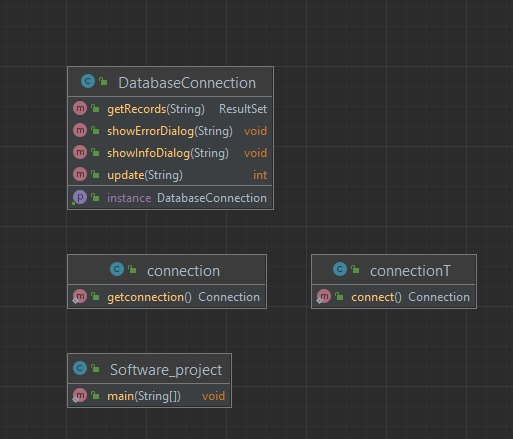 DatabaseConnection
getRecords(String) ResultSet
showErrorDialog(String) void
showInfoDialog(String) void
update(String) int
instance DatabaseConnection
connection
getconnection() Connection
connectionT
connect() Connection
Software_project
main(String[]) void